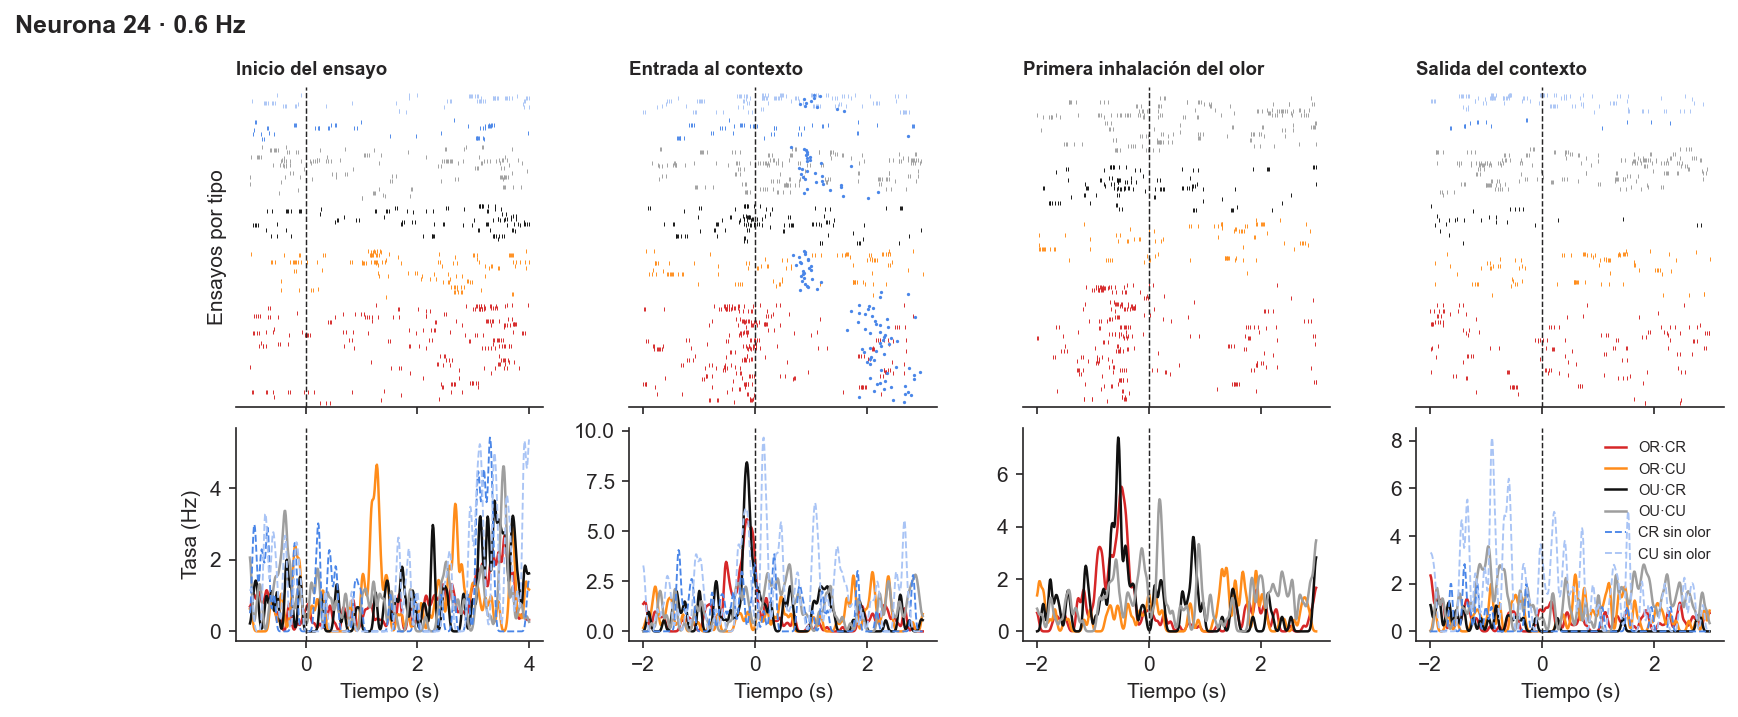 Neurona 24 · 0.6 Hz
Inicio del ensayo
Entrada al contexto
Primera inhalación del olor
Salida del contexto
Ensayos por tipo
Tasa (Hz)
4
2
0
0
2
4
Tiempo (s)
10.0
7.5
5.0
2.5
0.0
−2
0
2
Tiempo (s)
6
4
2
0
−2
0
2
Tiempo (s)
8
6
4
2
0
−2
0
2
Tiempo (s)
OR·CR
OR·CU
OU·CR
OU·CU
CR sin olor
CU sin olor